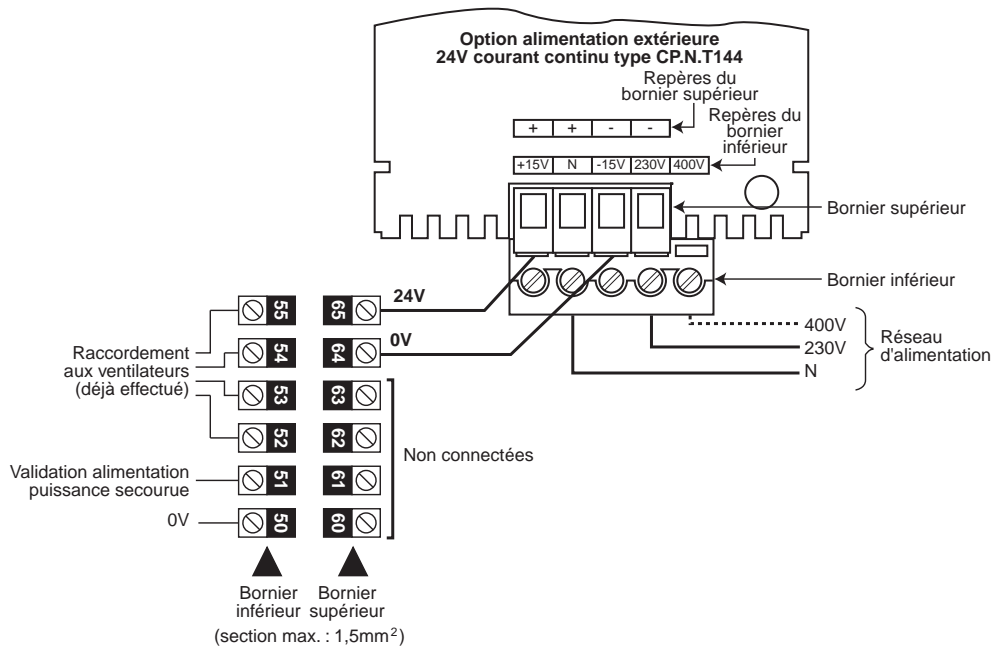 Option alimentation extérieure
24V courant continu type CP.N.T144
Repères du
bornier supérieur
Repères du
bornier
inférieur
+ + - -
+15V N -15V 230V 400V
Bornier supérieur
Bornier inférieur
24V
0V
400V
230V
N
Réseau
d'alimentation
55 65
54 64
53 63
52 62
51 61
50 60
Raccordement
aux ventilateurs
(déjà effectué)
Non connectées
Validation alimentation
puissance secourue
0V
Bornier
inférieur
Bornier
supérieur
(section max. : 1,5mm²)